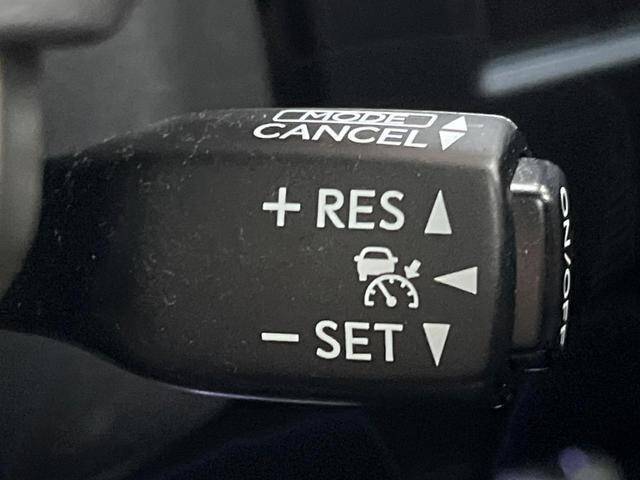 MODE
CANCEL
+ RES
- SET
ON/OFF